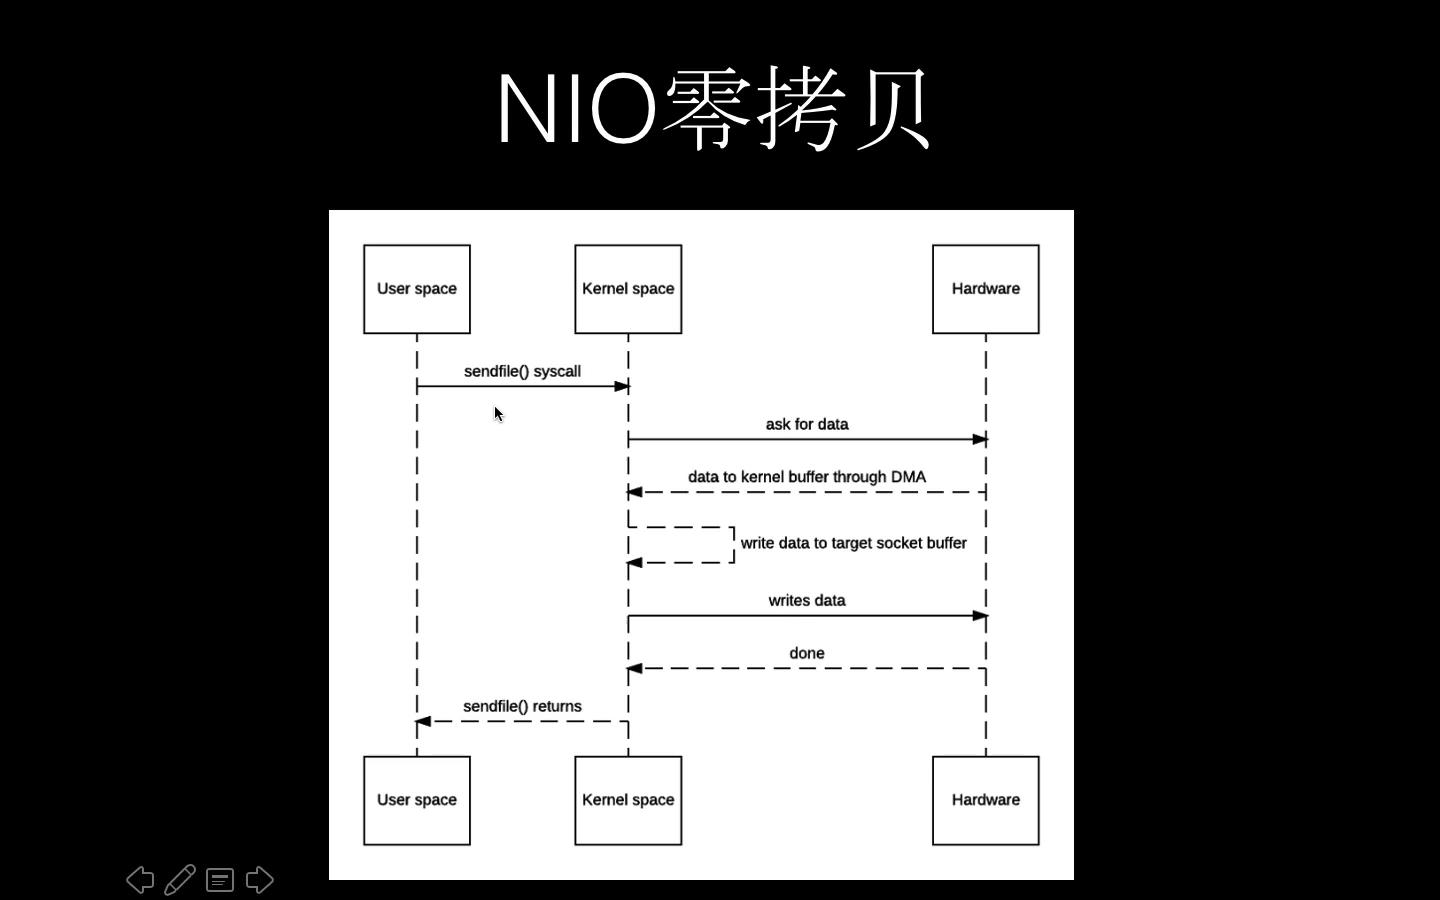 NIO零拷贝
User space
Kernel space
Hardware
sendfile() syscall
ask for data
data to kernel buffer through DMA
write data to target socket buffer
writes data
done
sendfile() returns
User space
Kernel space
Hardware